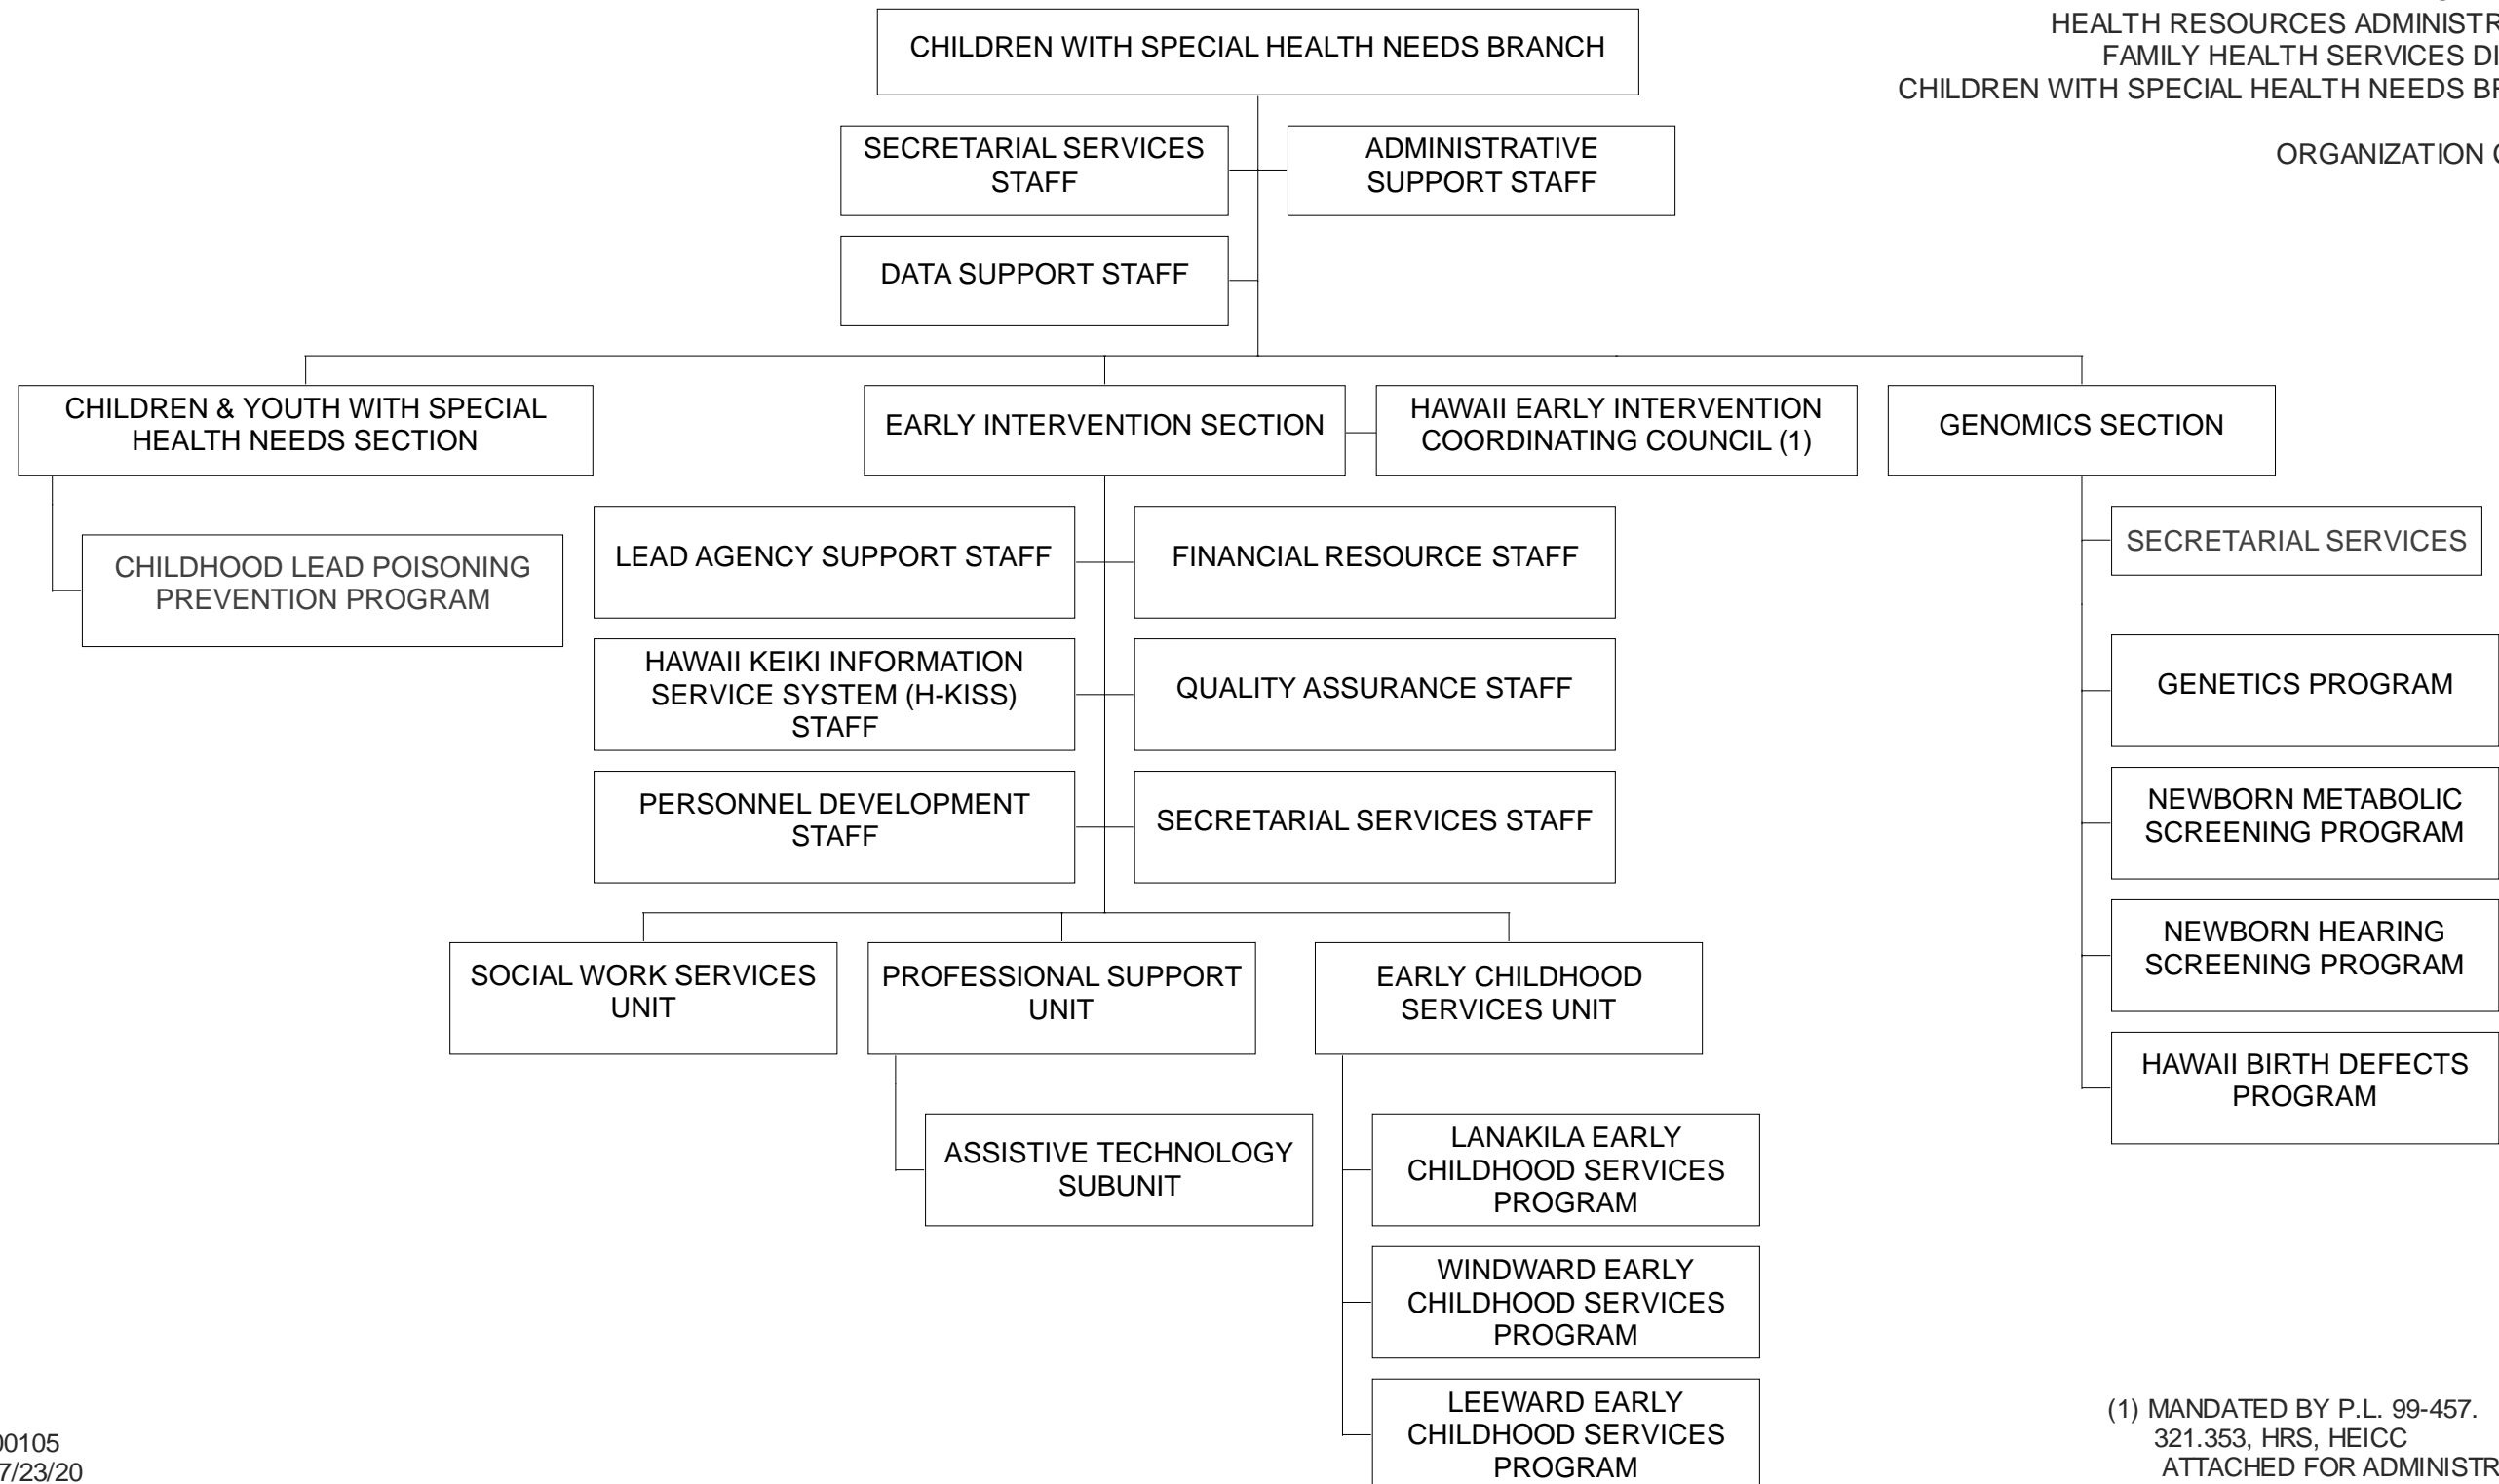 HEALTH RESOURCES
FAMILY HEALTH SERVICES
CHILDREN WITH SPECIAL HEALTH NEEDS
ORGANIZATION
CHILDREN WITH SPECIAL HEALTH NEEDS BRANCH
SECRETARIAL SERVICES
STAFF
ADMINISTRATIVE
SUPPORT STAFF
DATA SUPPORT STAFF
CHILDREN & YOUTH WITH SPECIAL
HEALTH NEEDS SECTION
EARLY INTERVENTION SECTION
HAWAII EARLY INTERVENTION
COORDINATING COUNCIL (1)
GENOMICS SECTION
CHILDHOOD LEAD POISONING
PREVENTION PROGRAM
LEAD AGENCY SUPPORT STAFF
FINANCIAL RESOURCE STAFF
HAWAII KEIKI INFORMATION
SERVICE SYSTEM (H-KISS)
STAFF
QUALITY ASSURANCE STAFF
PERSONNEL DEVELOPMENT
STAFF
SECRETARIAL SERVICES STAFF
SECRETARIAL SERVICES
GENETICS PROGRAM
NEWBORN METABOLIC
SCREENING PROGRAM
NEWBORN HEARING
SCREENING PROGRAM
HAWAII BIRTH DEFECTS
PROGRAM
SOCIAL WORK SERVICES
UNIT
PROFESSIONAL SUPPORT
UNIT
EARLY CHILDHOOD
SERVICES UNIT
ASSISTIVE TECHNOLOGY
SUBUNIT
LANAKILA EARLY
CHILDHOOD SERVICES
PROGRAM
WINDWARD EARLY
CHILDHOOD SERVICES
PROGRAM
LEEWARD EARLY
CHILDHOOD SERVICES
PROGRAM
00105
7/23/20
(1) MANDATED BY P.L. 99-457.
321.353, HRS, HEICC
ATTACHED FOR